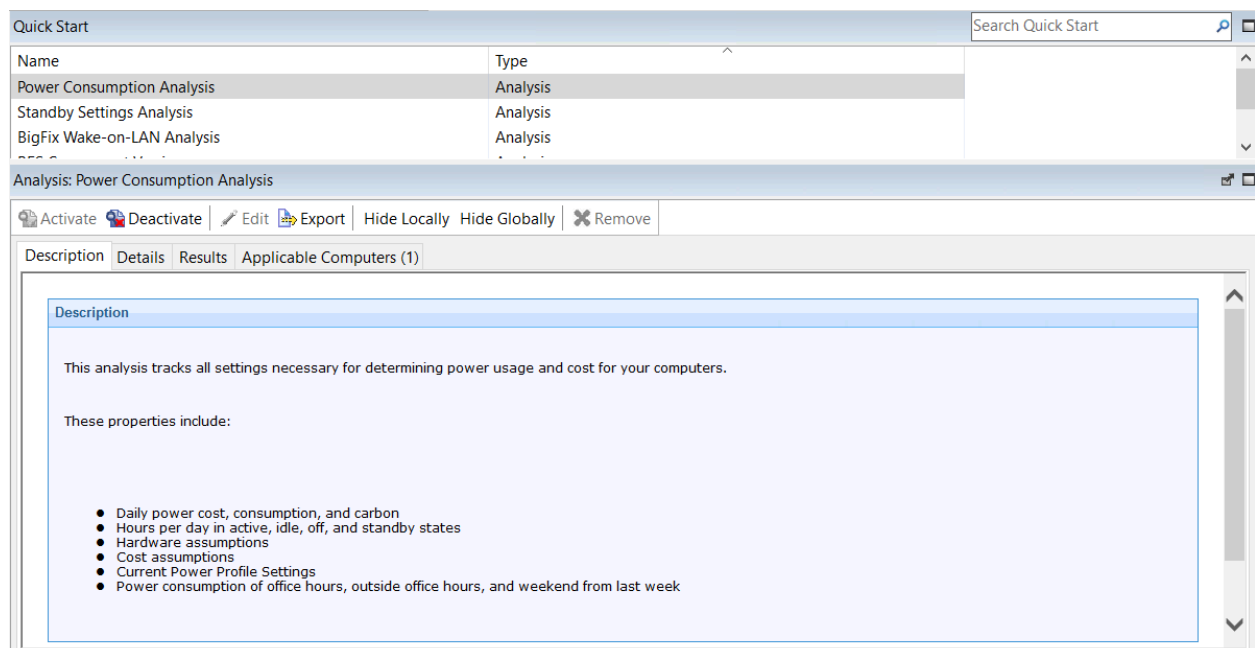 Quick Start Search Quick Start
Name Type
Power Consumption Analysis Analysis
Standby Settings Analysis Analysis
BigFix Wake-on-LAN Analysis Analysis
Analysis: Power Consumption Analysis
Activate Deactivate Edit Export Hide Locally Hide Globally Remove
Description Details Results Applicable Computers (1)
Description
This analysis tracks all settings necessary for determining power usage and cost for your computers.
These properties include:
● Daily power cost, consumption, and carbon
● Hours per day in active, idle, off, and standby states
● Hardware assumptions
● Cost assumptions
● Current Power Profile Settings
● Power consumption of office hours, outside office hours, and weekend from last week